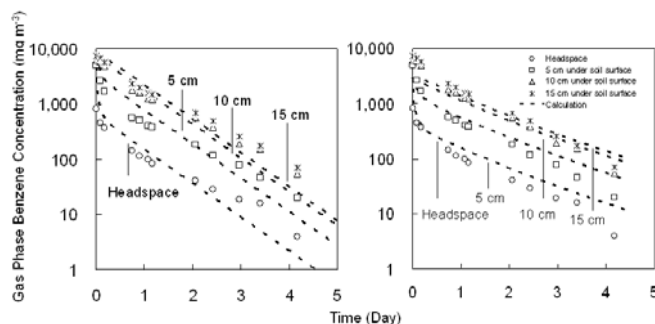 Gas Phase Benzene Concentration (mg m⁻³)
10,000
1,000
100
10
1
5 cm
10 cm
15 cm
Headspace
0 1 2 3 4 5
10,000
1,000
100
10
1
Headspace
5 cm under soil surface
10 cm under soil surface
15 cm under soil surface
Calculation
Headspace
5 cm
10 cm
15 cm
0 1 2 3 4 5
Time (Day)